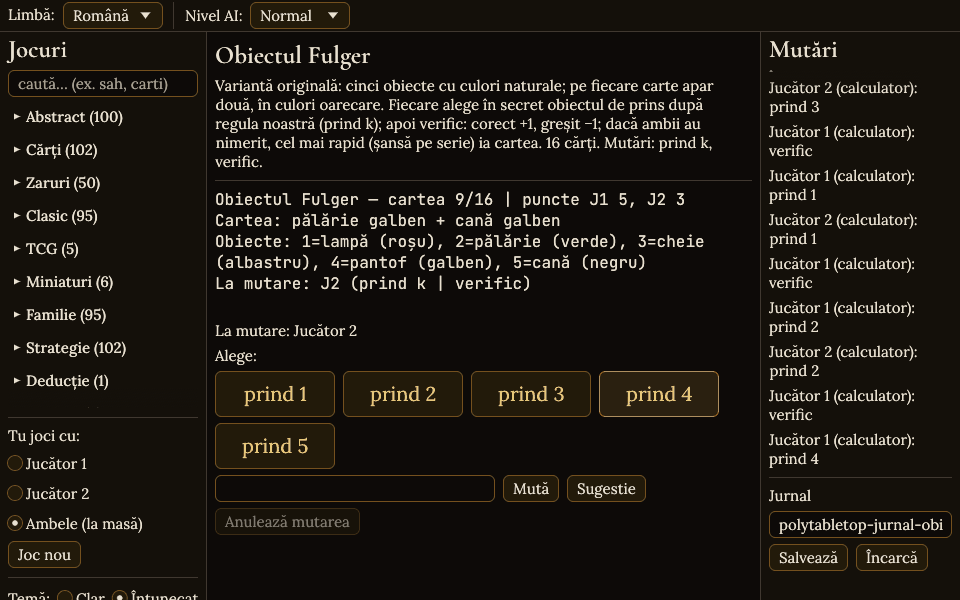 Limbă: Română ▼ Nivel AI: Normal ▼
Jocuri
caută... (ex. sah, carti)
▸ Abstract (100)
▸ Cărți (102)
▸ Zaruri (50)
▸ Clasic (95)
▸ TCG (5)
▸ Miniaturi (6)
▸ Familie (95)
▸ Strategie (102)
▸ Deducție (1)
Tu joci cu:
Jucător 1
Jucător 2
Ambele (la masă)
Joc nou
Temă: Clar Întunecat
Obiectul Fulger
Variantă originală: cinci obiecte cu culori naturale; pe fiecare carte apar
două, în culori oarecare. Fiecare alege în secret obiectul de prins după
regula noastră (prind k); apoi verific: corect +1, greșit −1; dacă ambii au
nimerit, cel mai rapid (șansă pe serie) ia cartea. 16 cărți. Mutări: prind k,
verific.
Obiectul Fulger — cartea 9/16 | puncte J1 5, J2 3
Cartea: pălărie galben + cană galben
Obiecte: 1=lampă (roșu), 2=pălărie (verde), 3=cheie
(albastru), 4=pantof (galben), 5=cană (negru)
La mutare: J2 (prind k | verific)
La mutare: Jucător 2
Alege:
prind 1 prind 2 prind 3 prind 4
prind 5
Mută Sugestie
Anulează mutarea
Mutări
Jucător 2 (calculator):
prind 3
Jucător 1 (calculator):
verific
Jucător 1 (calculator):
prind 1
Jucător 2 (calculator):
prind 1
Jucător 1 (calculator):
verific
Jucător 1 (calculator):
prind 2
Jucător 2 (calculator):
prind 2
Jucător 1 (calculator):
verific
Jucător 1 (calculator):
prind 4
Jurnal
polytabletop-jurnal-obi
Salvează Încarcă